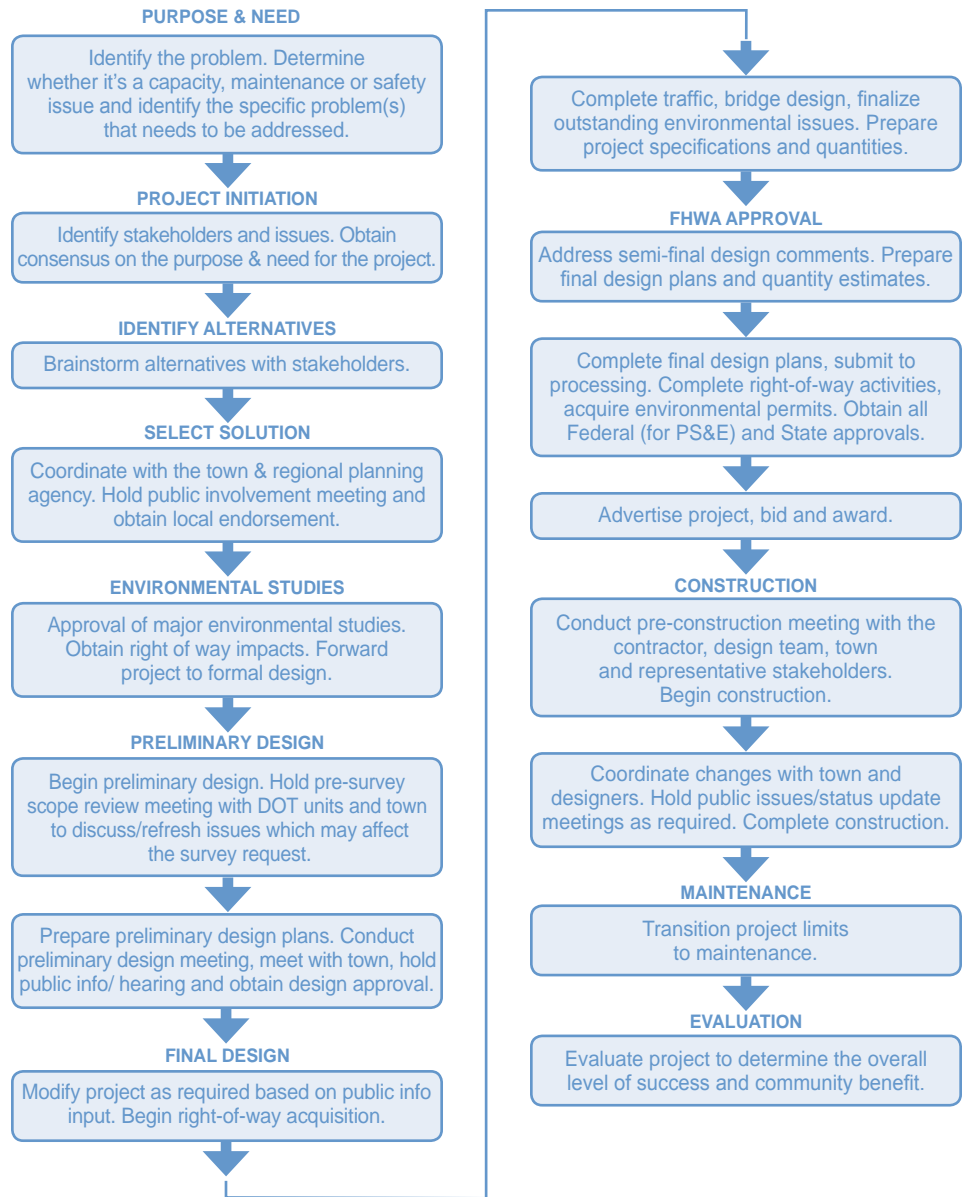 PURPOSE & NEED
Identify the problem. Determine
whether it's a capacity, maintenance or safety
issue and identify the specific problem(s)
that needs to be addressed.
PROJECT INITIATION
Identify stakeholders and issues. Obtain
consensus on the purpose & need for the project.
IDENTIFY ALTERNATIVES
Brainstorm alternatives with stakeholders.
SELECT SOLUTION
Coordinate with the town & regional planning
agency. Hold public involvement meeting and
obtain local endorsement.
ENVIRONMENTAL STUDIES
Approval of major environmental studies.
Obtain right of way impacts. Forward
project to formal design.
PRELIMINARY DESIGN
Begin preliminary design. Hold pre-survey
scope review meeting with DOT units and town
to discuss/refresh issues which may affect
the survey request.
Prepare preliminary design plans. Conduct
preliminary design meeting, meet with town, hold
public info/ hearing and obtain design approval.
FINAL DESIGN
Modify project as required based on public info
input. Begin right-of-way acquisition.
Complete traffic, bridge design, finalize
outstanding environmental issues. Prepare
project specifications and quantities.
FHWA APPROVAL
Address semi-final design comments. Prepare
final design plans and quantity estimates.
Complete final design plans, submit to
processing. Complete right-of-way activities,
acquire environmental permits. Obtain all
Federal (for PS&E) and State approvals.
Advertise project, bid and award.
CONSTRUCTION
Conduct pre-construction meeting with the
contractor, design team, town
and representative stakeholders.
Begin construction.
Coordinate changes with town and
designers. Hold public issues/status update
meetings as required. Complete construction.
MAINTENANCE
Transition project limits
to maintenance.
EVALUATION
Evaluate project to determine the overall
level of success and community benefit.